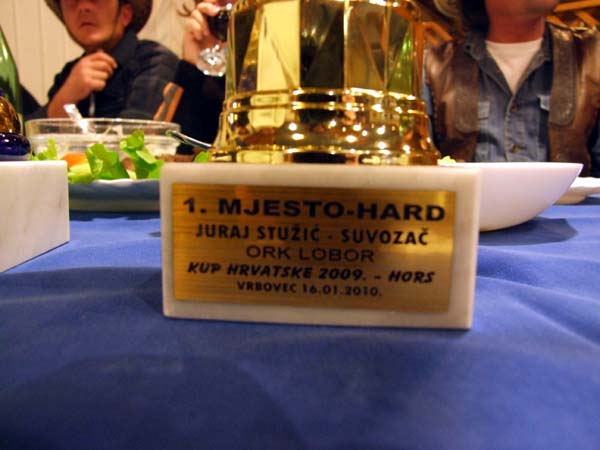 1. MJESTO-HARD
JURAJ STUŽIĆ - SUVOZAČ
ORK LOBOR
KUP HRVATSKE 2009. - HORS
VRBOVEC 16.01.2010.